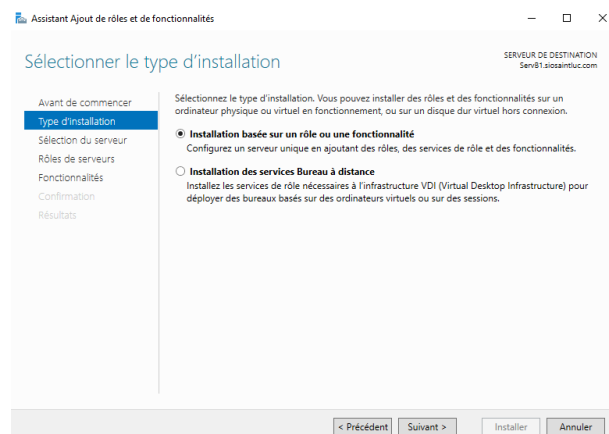 Assistant Ajout de rôles et de fonctionnalités
Sélectionner le type d'installation
SERVEUR DE DESTINATION
ServB1.siosaintluc.com
Avant de commencer
Type d'installation
Sélection du serveur
Rôles de serveurs
Fonctionnalités
Confirmation
Résultats
Sélectionnez le type d'installation. Vous pouvez installer des rôles et des fonctionnalités sur un
ordinateur physique ou virtuel en fonctionnement, ou sur un disque dur virtuel hors connexion.
Installation basée sur un rôle ou une fonctionnalité
Configurez un serveur unique en ajoutant des rôles, des services de rôle et des fonctionnalités.
Installation des services Bureau à distance
Installez les services de rôle nécessaires à l'infrastructure VDI (Virtual Desktop Infrastructure) pour
déployer des bureaux basés sur des ordinateurs virtuels ou sur des sessions.
< Précédent
Suivant >
Installer
Annuler